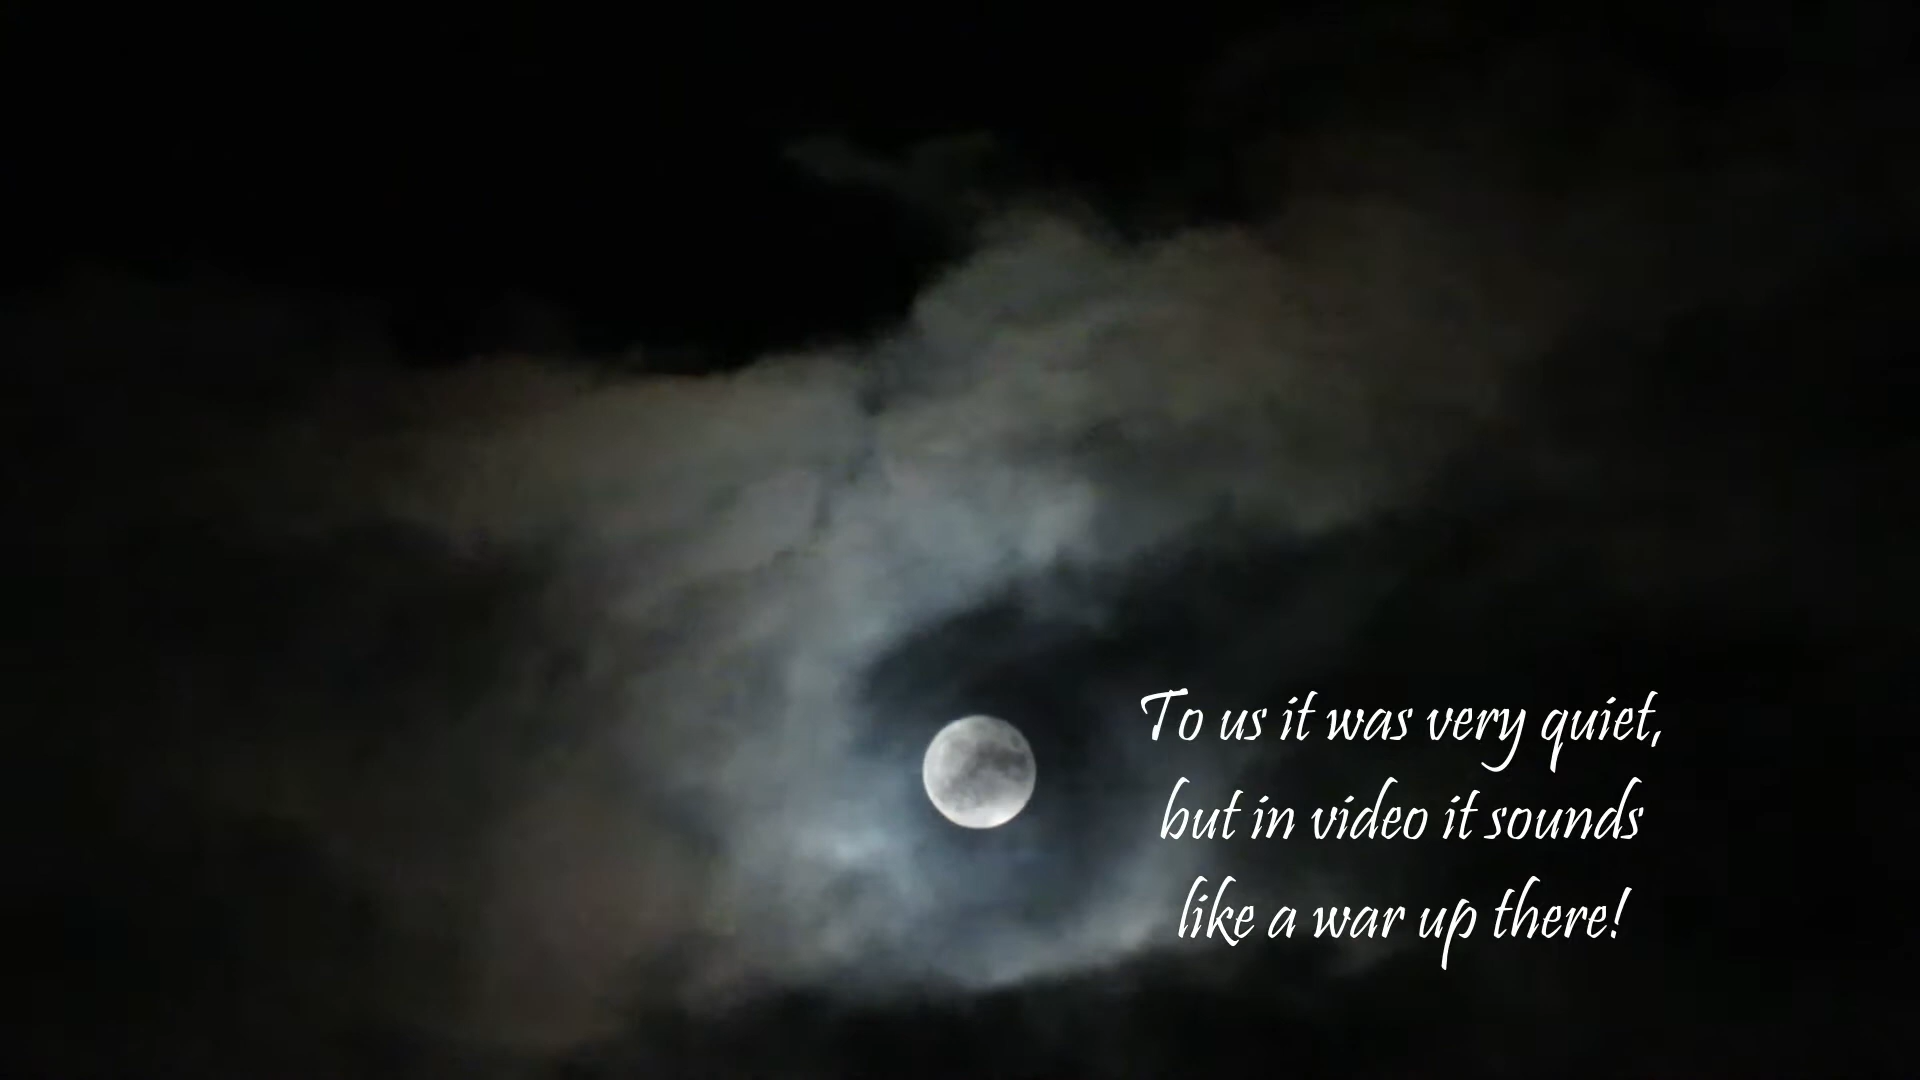 To us it was very quiet,
but in video it sounds
like a war up there!